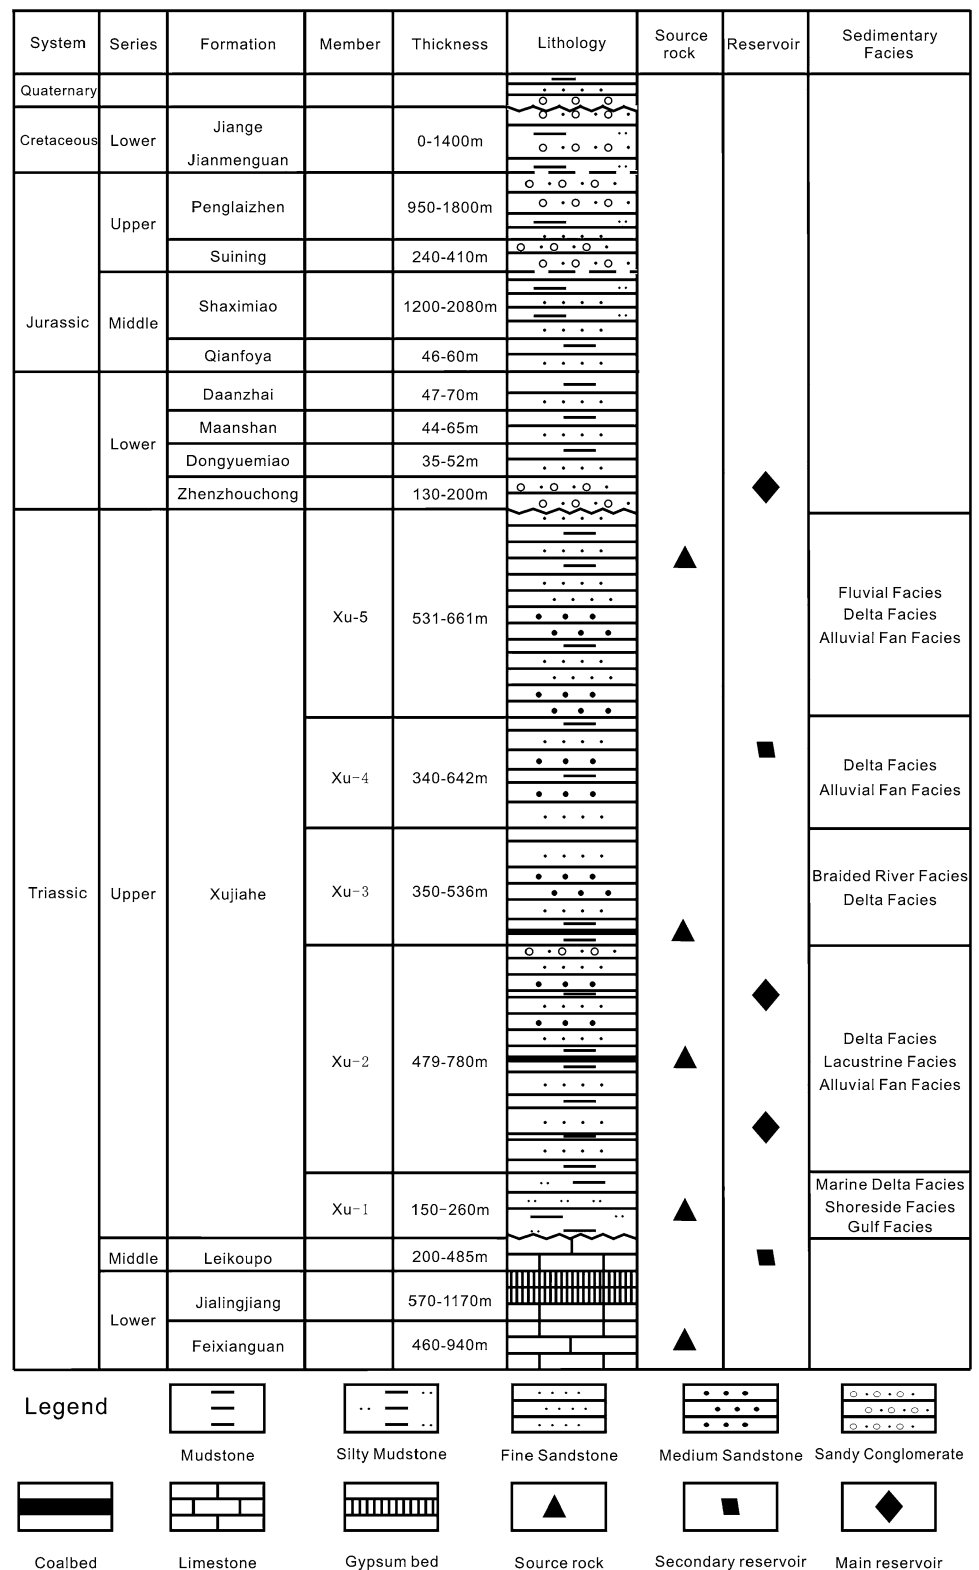 System Series Formation Member Thickness Lithology Source rock Reservoir Sedimentary Facies
Quaternary
Cretaceous Lower Jiange Jianmenguan 0-1400m
Jurassic Upper Penglaizhen 950-1800m
Suining 240-410m
Middle Shaximiao 1200-2080m
Qianfoya 46-60m
Lower Daanzhai 47-70m
Maanshan 44-65m
Dongyuemiao 35-52m
Zhenzhouchong 130-200m
Triassic Upper Xujiahe Xu-5 531-661m Fluvial Facies
Delta Facies
Alluvial Fan Facies
Xu-4 340-642m Delta Facies
Alluvial Fan Facies
Xu-3 350-536m Braided River Facies
Delta Facies
Xu-2 479-780m Delta Facies
Lacustrine Facies
Alluvial Fan Facies
Xu-1 150-260m Marine Delta Facies
Shoreside Facies
Gulf Facies
Middle Leikoupo 200-485m
Lower Jialingjiang 570-1170m
Feixianguan 460-940m
Legend
Mudstone Silty Mudstone Fine Sandstone Medium Sandstone Sandy Conglomerate
Coalbed Limestone Gypsum bed Source rock Secondary reservoir Main reservoir